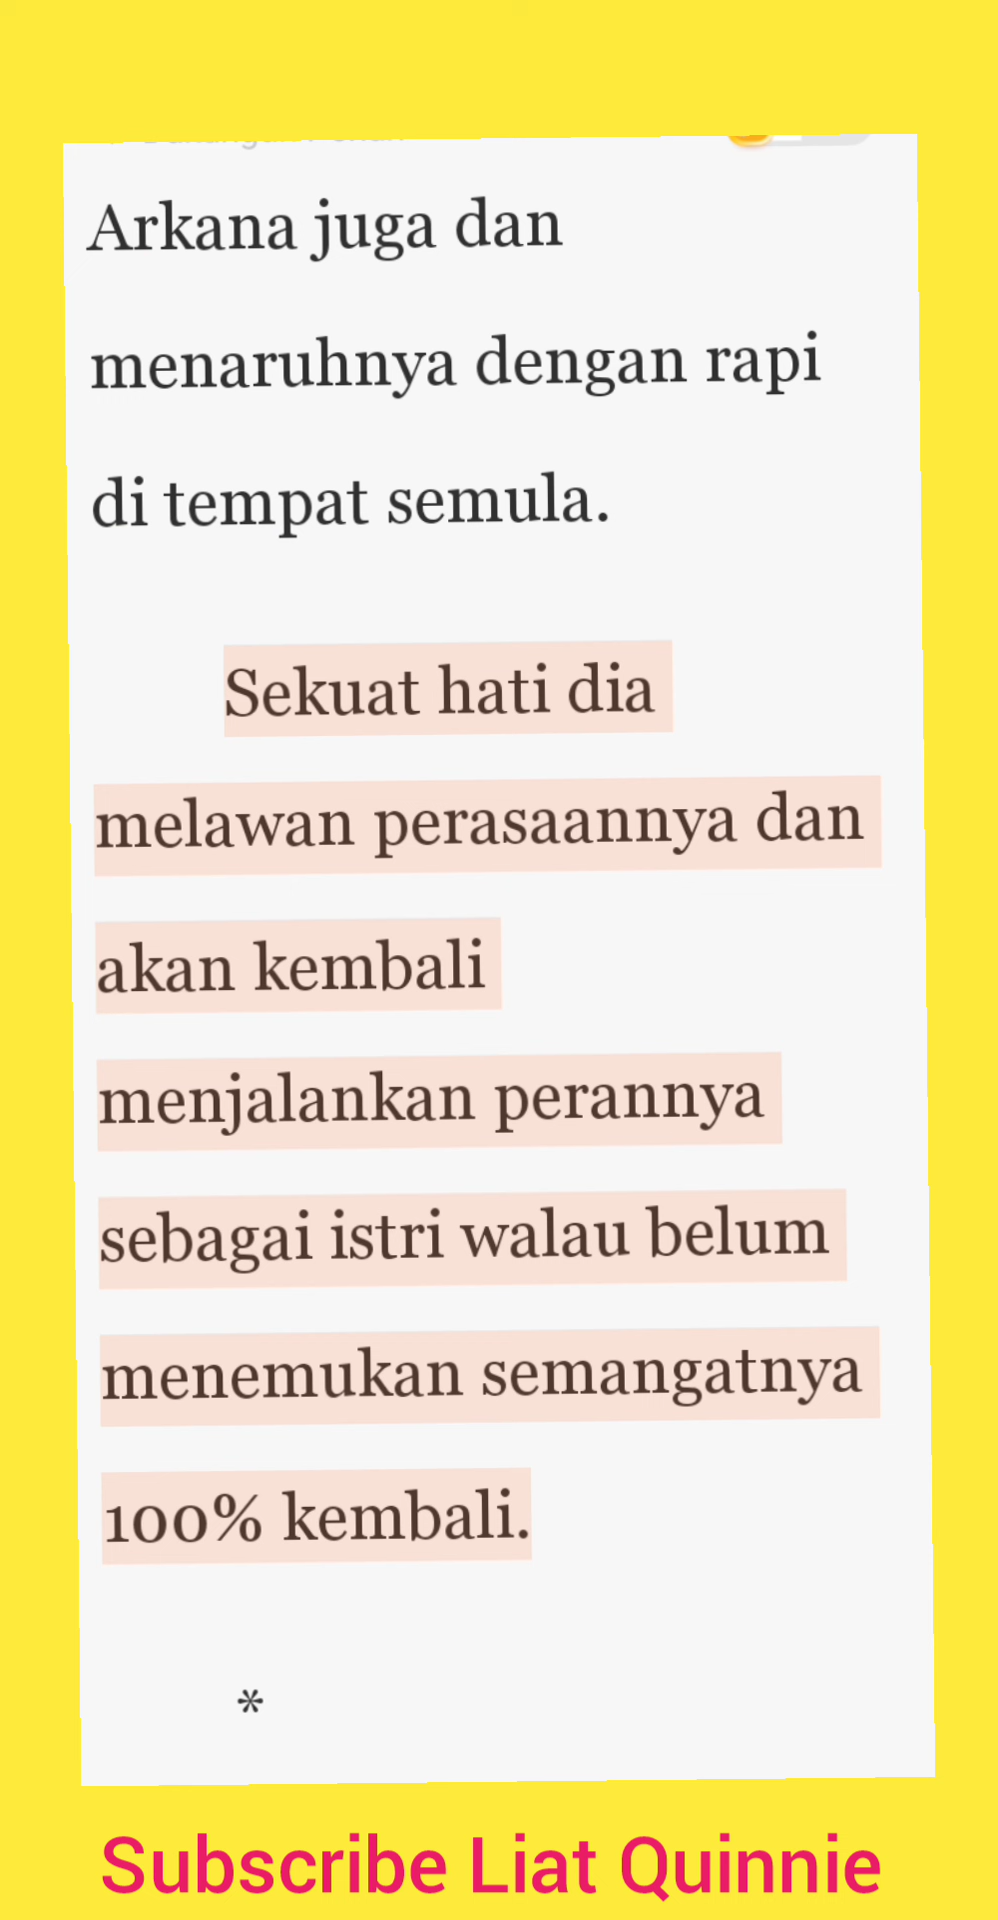 Arkana juga dan
menaruhnya dengan rapi
di tempat semula.
Sekuat hati dia
melawan perasaannya dan
akan kembali
menjalankan perannya
sebagai istri walau belum
menemukan semangatnya
100% kembali.
*
Subscribe Liat Quinnie